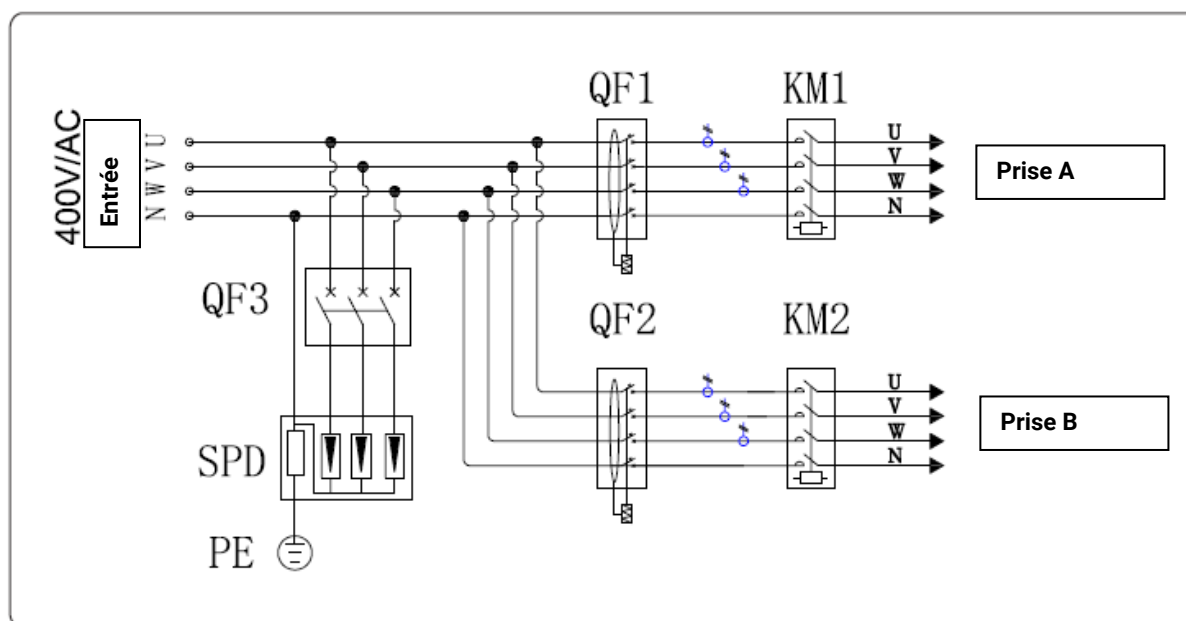 QF1
KM1
400V/AC
Entrée
U
V
W
N
U
V
W
N
Prise A
QF3
QF2
KM2
U
V
W
N
Prise B
SPD
PE